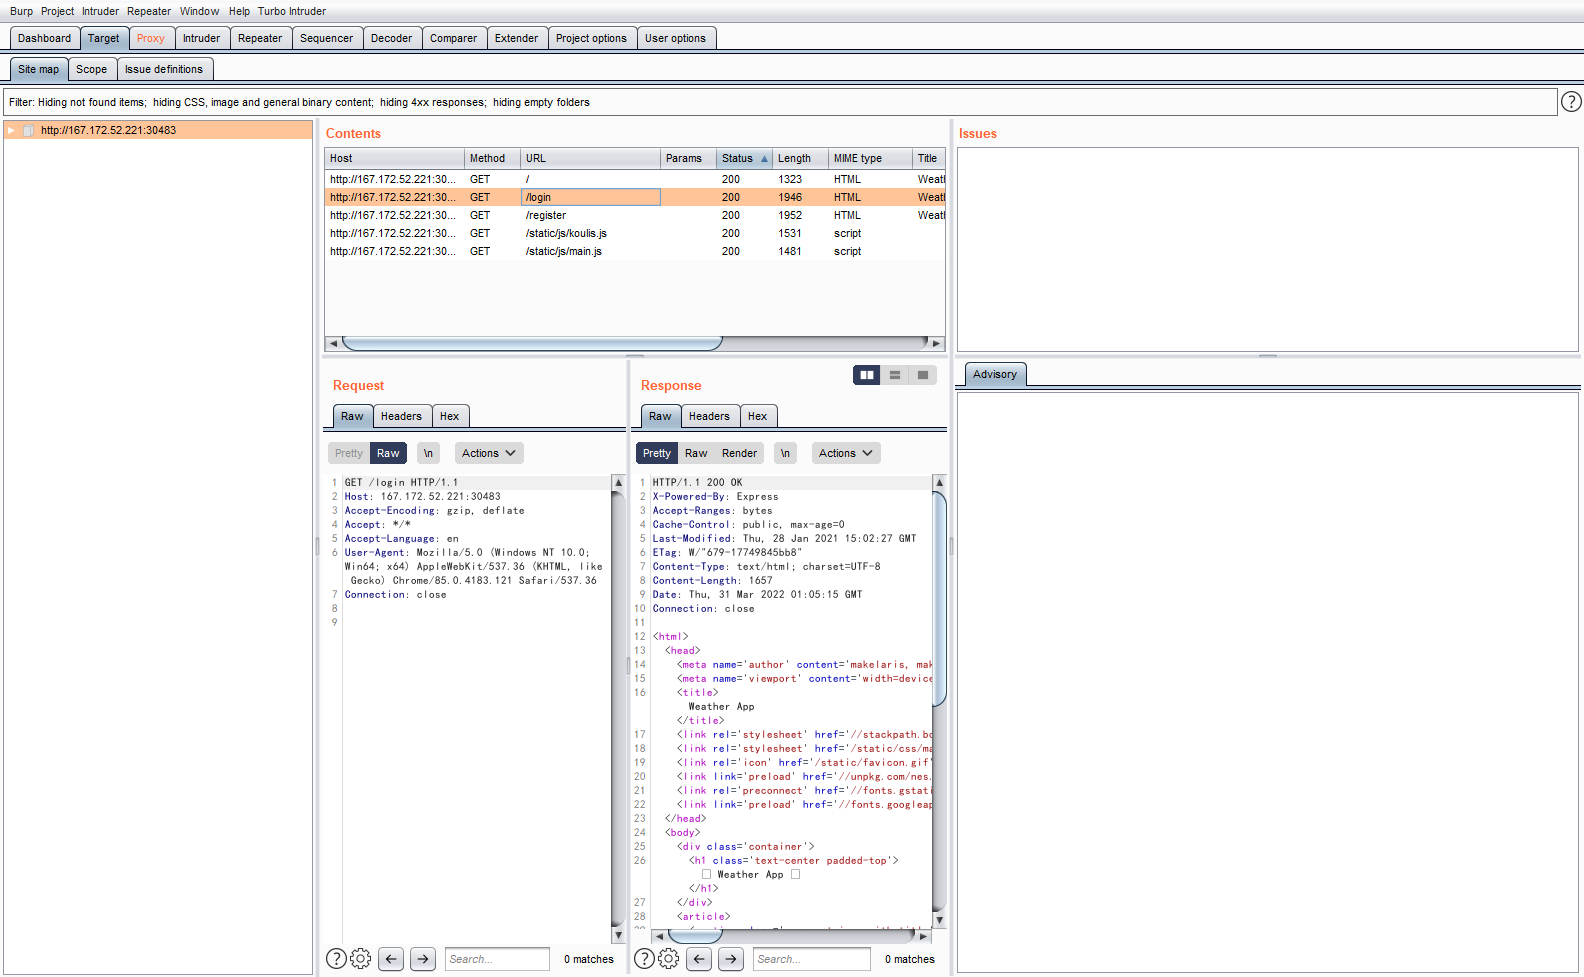 Burp Project Intruder Repeater Window Help Turbo Intruder
Dashboard Target Proxy Intruder Repeater Sequencer Decoder Comparer Extender Project options User options
Site map Scope Issue definitions
Filter: Hiding not found items; hiding CSS, image and general binary content; hiding 4xx responses; hiding empty folders
?
http://167.172.52.221:30483
Contents
Host Method URL Params Status Length MIME type Title
http://167.172.52.221:30... GET / 200 1323 HTML Weath
http://167.172.52.221:30... GET /login 200 1946 HTML Weath
http://167.172.52.221:30... GET /register 200 1952 HTML Weath
http://167.172.52.221:30... GET /static/js/koulis.js 200 1531 script
http://167.172.52.221:30... GET /static/js/main.js 200 1481 script
Issues
Advisory
Request
Raw Headers Hex
Pretty Raw \n Actions
1 GET /login HTTP/1.1
2 Host: 167.172.52.221:30483
3 Accept-Encoding: gzip, deflate
4 Accept: */*
5 Accept-Language: en
6 User-Agent: Mozilla/5.0 (Windows NT 10.0;
Win64; x64) AppleWebKit/537.36 (KHTML, like
Gecko) Chrome/85.0.4183.121 Safari/537.36
7 Connection: close
8
9
? Search... 0 matches
Response
Raw Headers Hex
Pretty Raw Render \n Actions
1 HTTP/1.1 200 OK
2 X-Powered-By: Express
3 Accept-Ranges: bytes
4 Cache-Control: public, max-age=0
5 Last-Modified: Thu, 28 Jan 2021 15:02:27 GMT
6 ETag: W/"679-17749845bb8"
7 Content-Type: text/html; charset=UTF-8
8 Content-Length: 1657
9 Date: Thu, 31 Mar 2022 01:05:15 GMT
10 Connection: close
11
12 <html>
13 <head>
14 <meta name='author' content='makelaris, mak
15 <meta name='viewport' content='width=device
16 <title>
Weather App
</title>
17 <link rel='stylesheet' href='//stackpath.bo
18 <link rel='stylesheet' href='/static/css/ma
19 <link rel='icon' href='/static/favicon.gif'
20 <link link='preload' href='//unpkg.com/nes.
21 <link rel='preconnect' href='//fonts.gstati
22 <link link='preload' href='//fonts.googleap
23 </head>
24 <body>
25 <div class='container'>
26 <h1 class='text-center padded-top'>
Weather App
</h1>
27 </div>
28 <article>
? Search... 0 matches